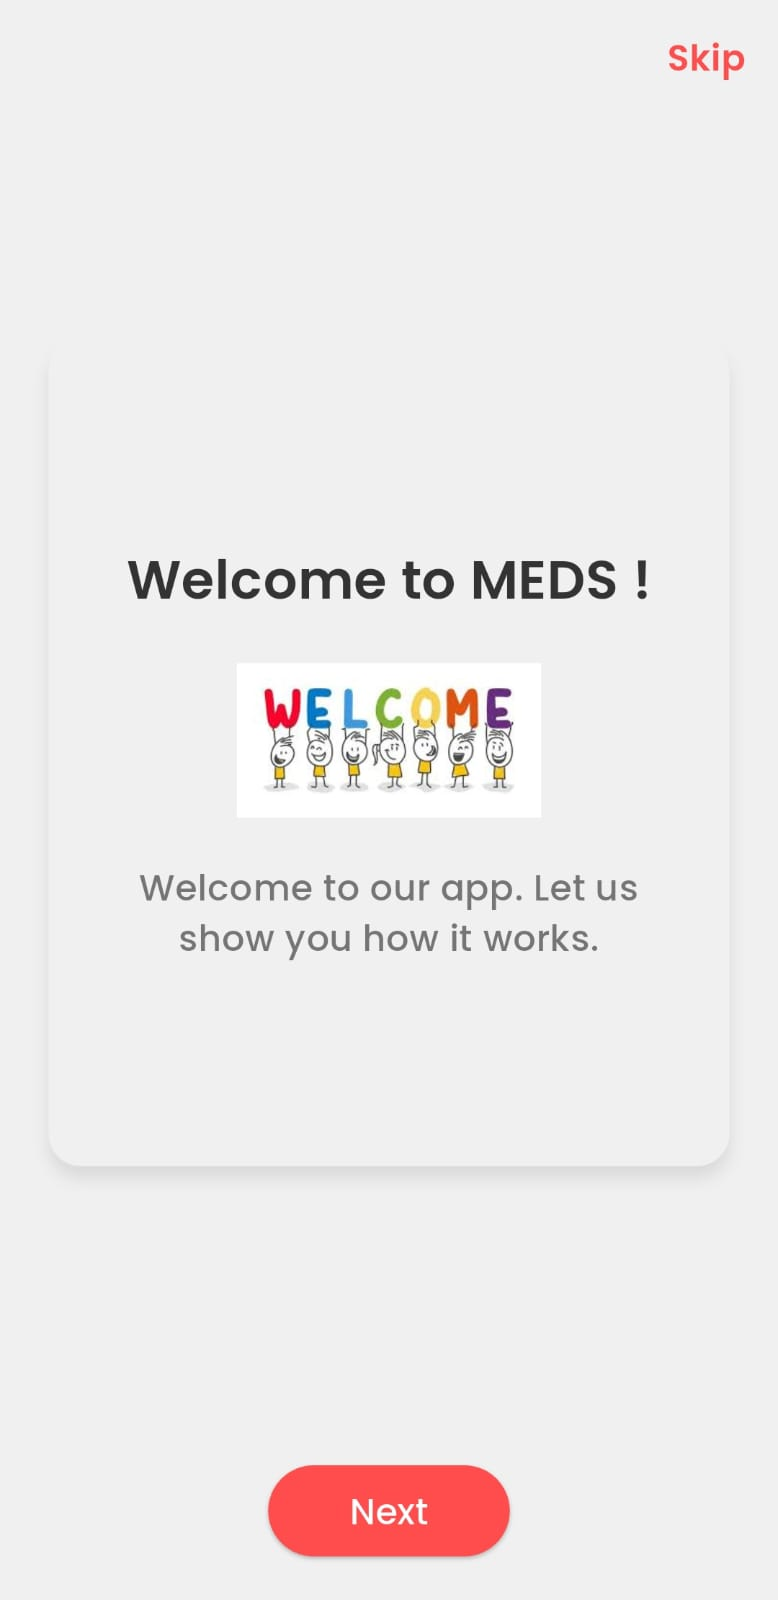 Skip
Welcome to MEDS !
WELCOME
Welcome to our app. Let us
show you how it works.
Next